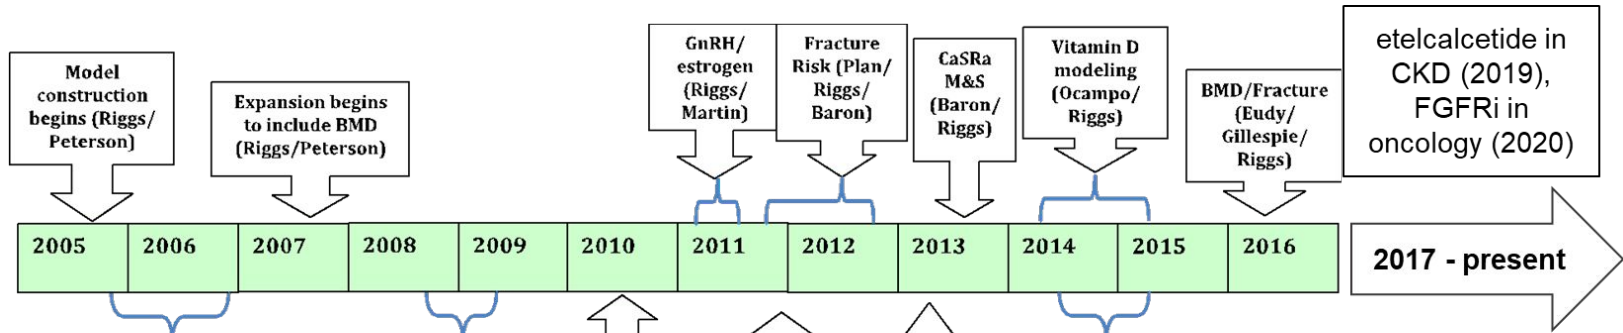 Model
construction
begins (Riggs/
Peterson)
Expansion begins
to include BMD
(Riggs/Peterson)
GnRH/
estrogen
(Riggs/
Martin)
Fracture
Risk (Plan/
Riggs/
Baron)
CaSRa
M&S
(Baron/
Riggs)
Vitamin D
modeling
(Ocampo/
Riggs)
BMD/Fracture
(Eudy/
Gillespie/
Riggs)
etelcalcetide in
CKD (2019),
FGFRi in
oncology (2020)
2005 2006 2007 2008 2009 2010 2011 2012 2013 2014 2015 2016
2017 - present